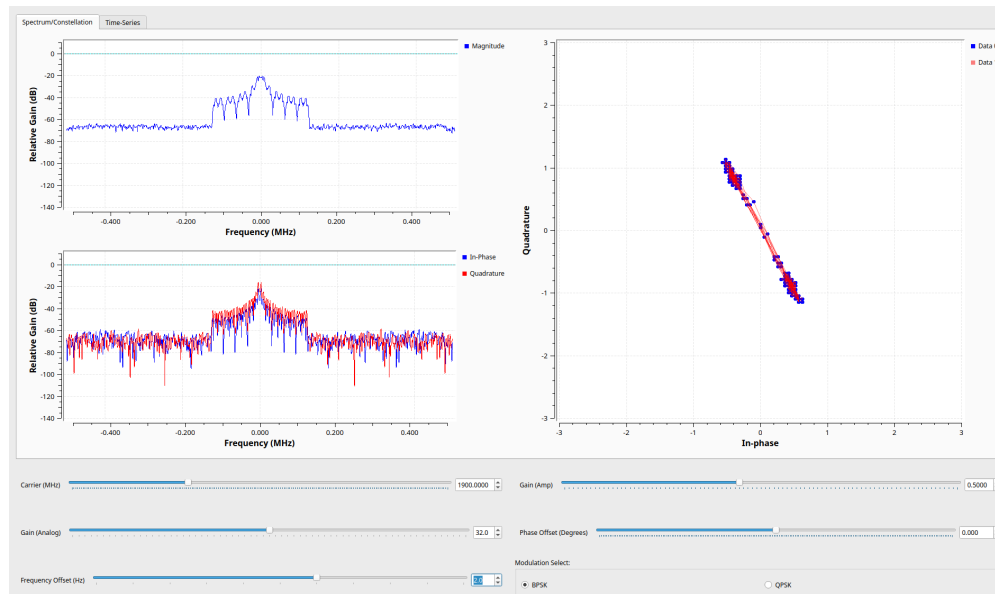 Spectrum/Constellation Time-Series
Magnitude
Relative Gain (dB)
0
-20
-40
-60
-80
-100
-120
-140
-0.400 -0.200 0.000 0.200 0.400
Frequency (MHz)
In-Phase
Quadrature
Relative Gain (dB)
0
-20
-40
-60
-80
-100
-120
-140
-0.400 -0.200 0.000 0.200 0.400
Frequency (MHz)
Data
Data
Quadrature
3
2
1
0
-1
-2
-3
-3 -2 -1 0 1 2 3
In-phase
Carrier (MHz) 1900.0000
Gain (Amp) 0.5000
Gain (Analog) 32.0
Phase Offset (Degrees) 0.000
Frequency Offset (Hz) 2.0
Modulation Select:
BPSK QPSK